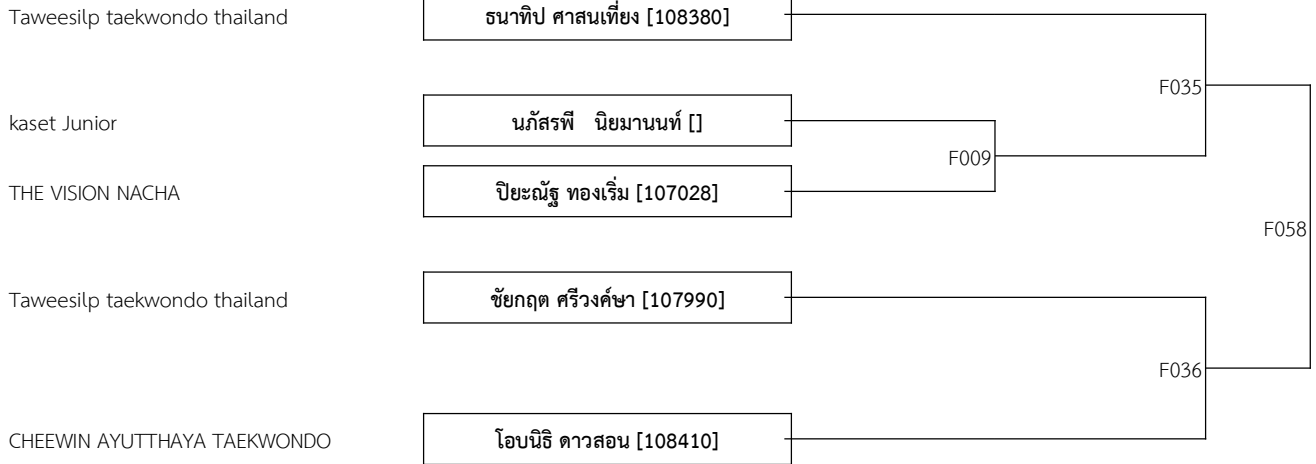 Taweesilp taekwondo thailand ธนาทิป ศาสนเที่ยง [108380]
F035
kaset Junior นภัสรพี นิยมานนท์ []
F009
THE VISION NACHA ปิยะณัฐ ทองเริ่ม [107028]
F058
Taweesilp taekwondo thailand ชัยกฤต ศรีวงค์ษา [107990]
F036
CHEEWIN AYUTTHAYA TAEKWONDO โอบนิธิ ดาวสอน [108410]